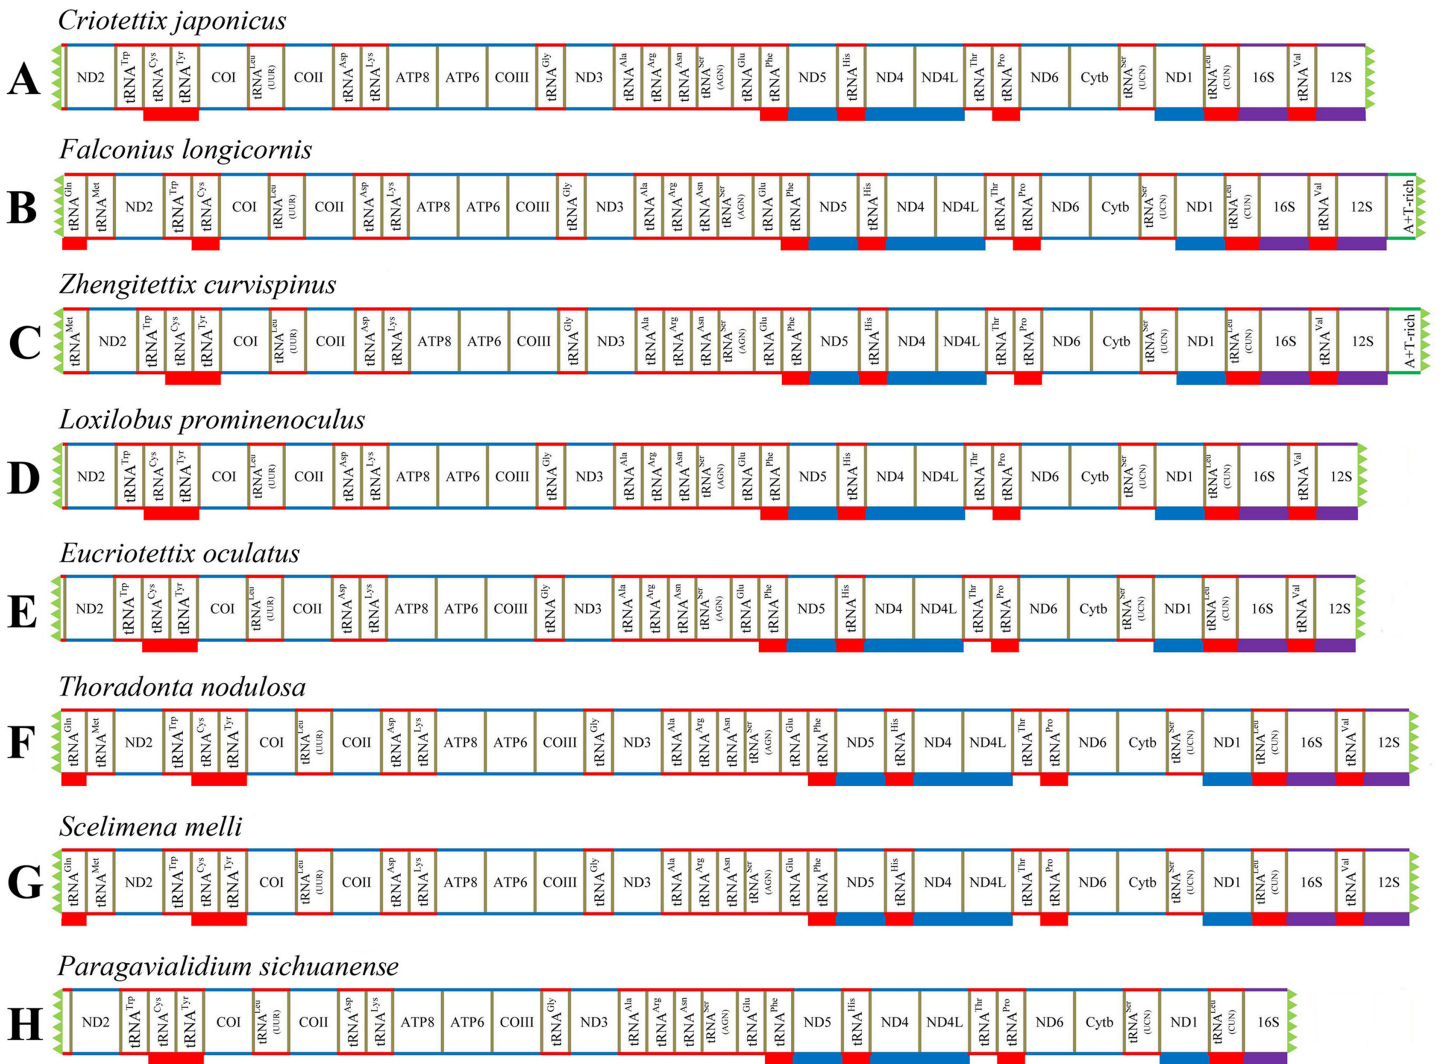 Criotettix japonicus
A ND2 tRNATrp tRNACys tRNATyr COI tRNALeu (UUR) COII tRNAAsp tRNALys ATP8 ATP6 COIII tRNAGly ND3 tRNAAla tRNAArg tRNAAsn tRNASer (AGN) tRNAGlu tRNAPhe ND5 tRNAHis ND4 ND4L tRNAThr tRNAPro ND6 Cytb tRNASer (UCN) ND1 tRNALeu (CUN) 16S tRNAVal 12S
Falconius longicornis
B tRNAGln tRNAMet ND2 tRNATrp tRNACys COI tRNALeu (UUR) COII tRNAAsp tRNALys ATP8 ATP6 COIII tRNAGly ND3 tRNAAla tRNAArg tRNAAsn tRNASer (AGN) tRNAGlu tRNAPhe ND5 tRNAHis ND4 ND4L tRNAThr tRNAPro ND6 Cytb tRNASer (UCN) ND1 tRNALeu (CUN) 16S tRNAVal 12S A+T-rich
Zhengitettix curvispinus
C tRNAMet ND2 tRNATrp tRNACys tRNATyr COI tRNALeu (UUR) COII tRNAAsp tRNALys ATP8 ATP6 COIII tRNAGly ND3 tRNAAla tRNAArg tRNAAsn tRNASer (AGN) tRNAGlu tRNAPhe ND5 tRNAHis ND4 ND4L tRNAThr tRNAPro ND6 Cytb tRNASer (UCN) ND1 tRNALeu (CUN) 16S tRNAVal 12S A+T-rich
Loxilobus prominenoculus
D ND2 tRNATrp tRNACys tRNATyr COI tRNALeu (UUR) COII tRNAAsp tRNALys ATP8 ATP6 COIII tRNAGly ND3 tRNAAla tRNAArg tRNAAsn tRNASer (AGN) tRNAGlu tRNAPhe ND5 tRNAHis ND4 ND4L tRNAThr tRNAPro ND6 Cytb tRNASer (UCN) ND1 tRNALeu (CUN) 16S tRNAVal 12S
Eucriotettix oculatus
E ND2 tRNATrp tRNACys tRNATyr COI tRNALeu (UUR) COII tRNAAsp tRNALys ATP8 ATP6 COIII tRNAGly ND3 tRNAAla tRNAArg tRNAAsn tRNASer (AGN) tRNAGlu tRNAPhe ND5 tRNAHis ND4 ND4L tRNAThr tRNAPro ND6 Cytb tRNASer (UCN) ND1 tRNALeu (CUN) 16S tRNAVal 12S
Thoradonta nodulosa
F tRNAGln tRNAMet ND2 tRNATrp tRNACys tRNATyr COI tRNALeu (UUR) COII tRNAAsp tRNALys ATP8 ATP6 COIII tRNAGly ND3 tRNAAla tRNAArg tRNAAsn tRNASer (AGN) tRNAGlu tRNAPhe ND5 tRNAHis ND4 ND4L tRNAThr tRNAPro ND6 Cytb tRNASer (UCN) ND1 tRNALeu (CUN) 16S tRNAVal 12S
Scelimena melli
G tRNAGln tRNAMet ND2 tRNATrp tRNACys tRNATyr COI tRNALeu (UUR) COII tRNAAsp tRNALys ATP8 ATP6 COIII tRNAGly ND3 tRNAAla tRNAArg tRNAAsn tRNASer (AGN) tRNAGlu tRNAPhe ND5 tRNAHis ND4 ND4L tRNAThr tRNAPro ND6 Cytb tRNASer (UCN) ND1 tRNALeu (CUN) 16S tRNAVal 12S
Paragavialidium sichuanense
H ND2 tRNATrp tRNACys tRNATyr COI tRNALeu (UUR) COII tRNAAsp tRNALys ATP8 ATP6 COIII tRNAGly ND3 tRNAAla tRNAArg tRNAAsn tRNASer (AGN) tRNAGlu tRNAPhe ND5 tRNAHis ND4 ND4L tRNAThr tRNAPro ND6 Cytb tRNASer (UCN) ND1 tRNALeu (CUN) 16S